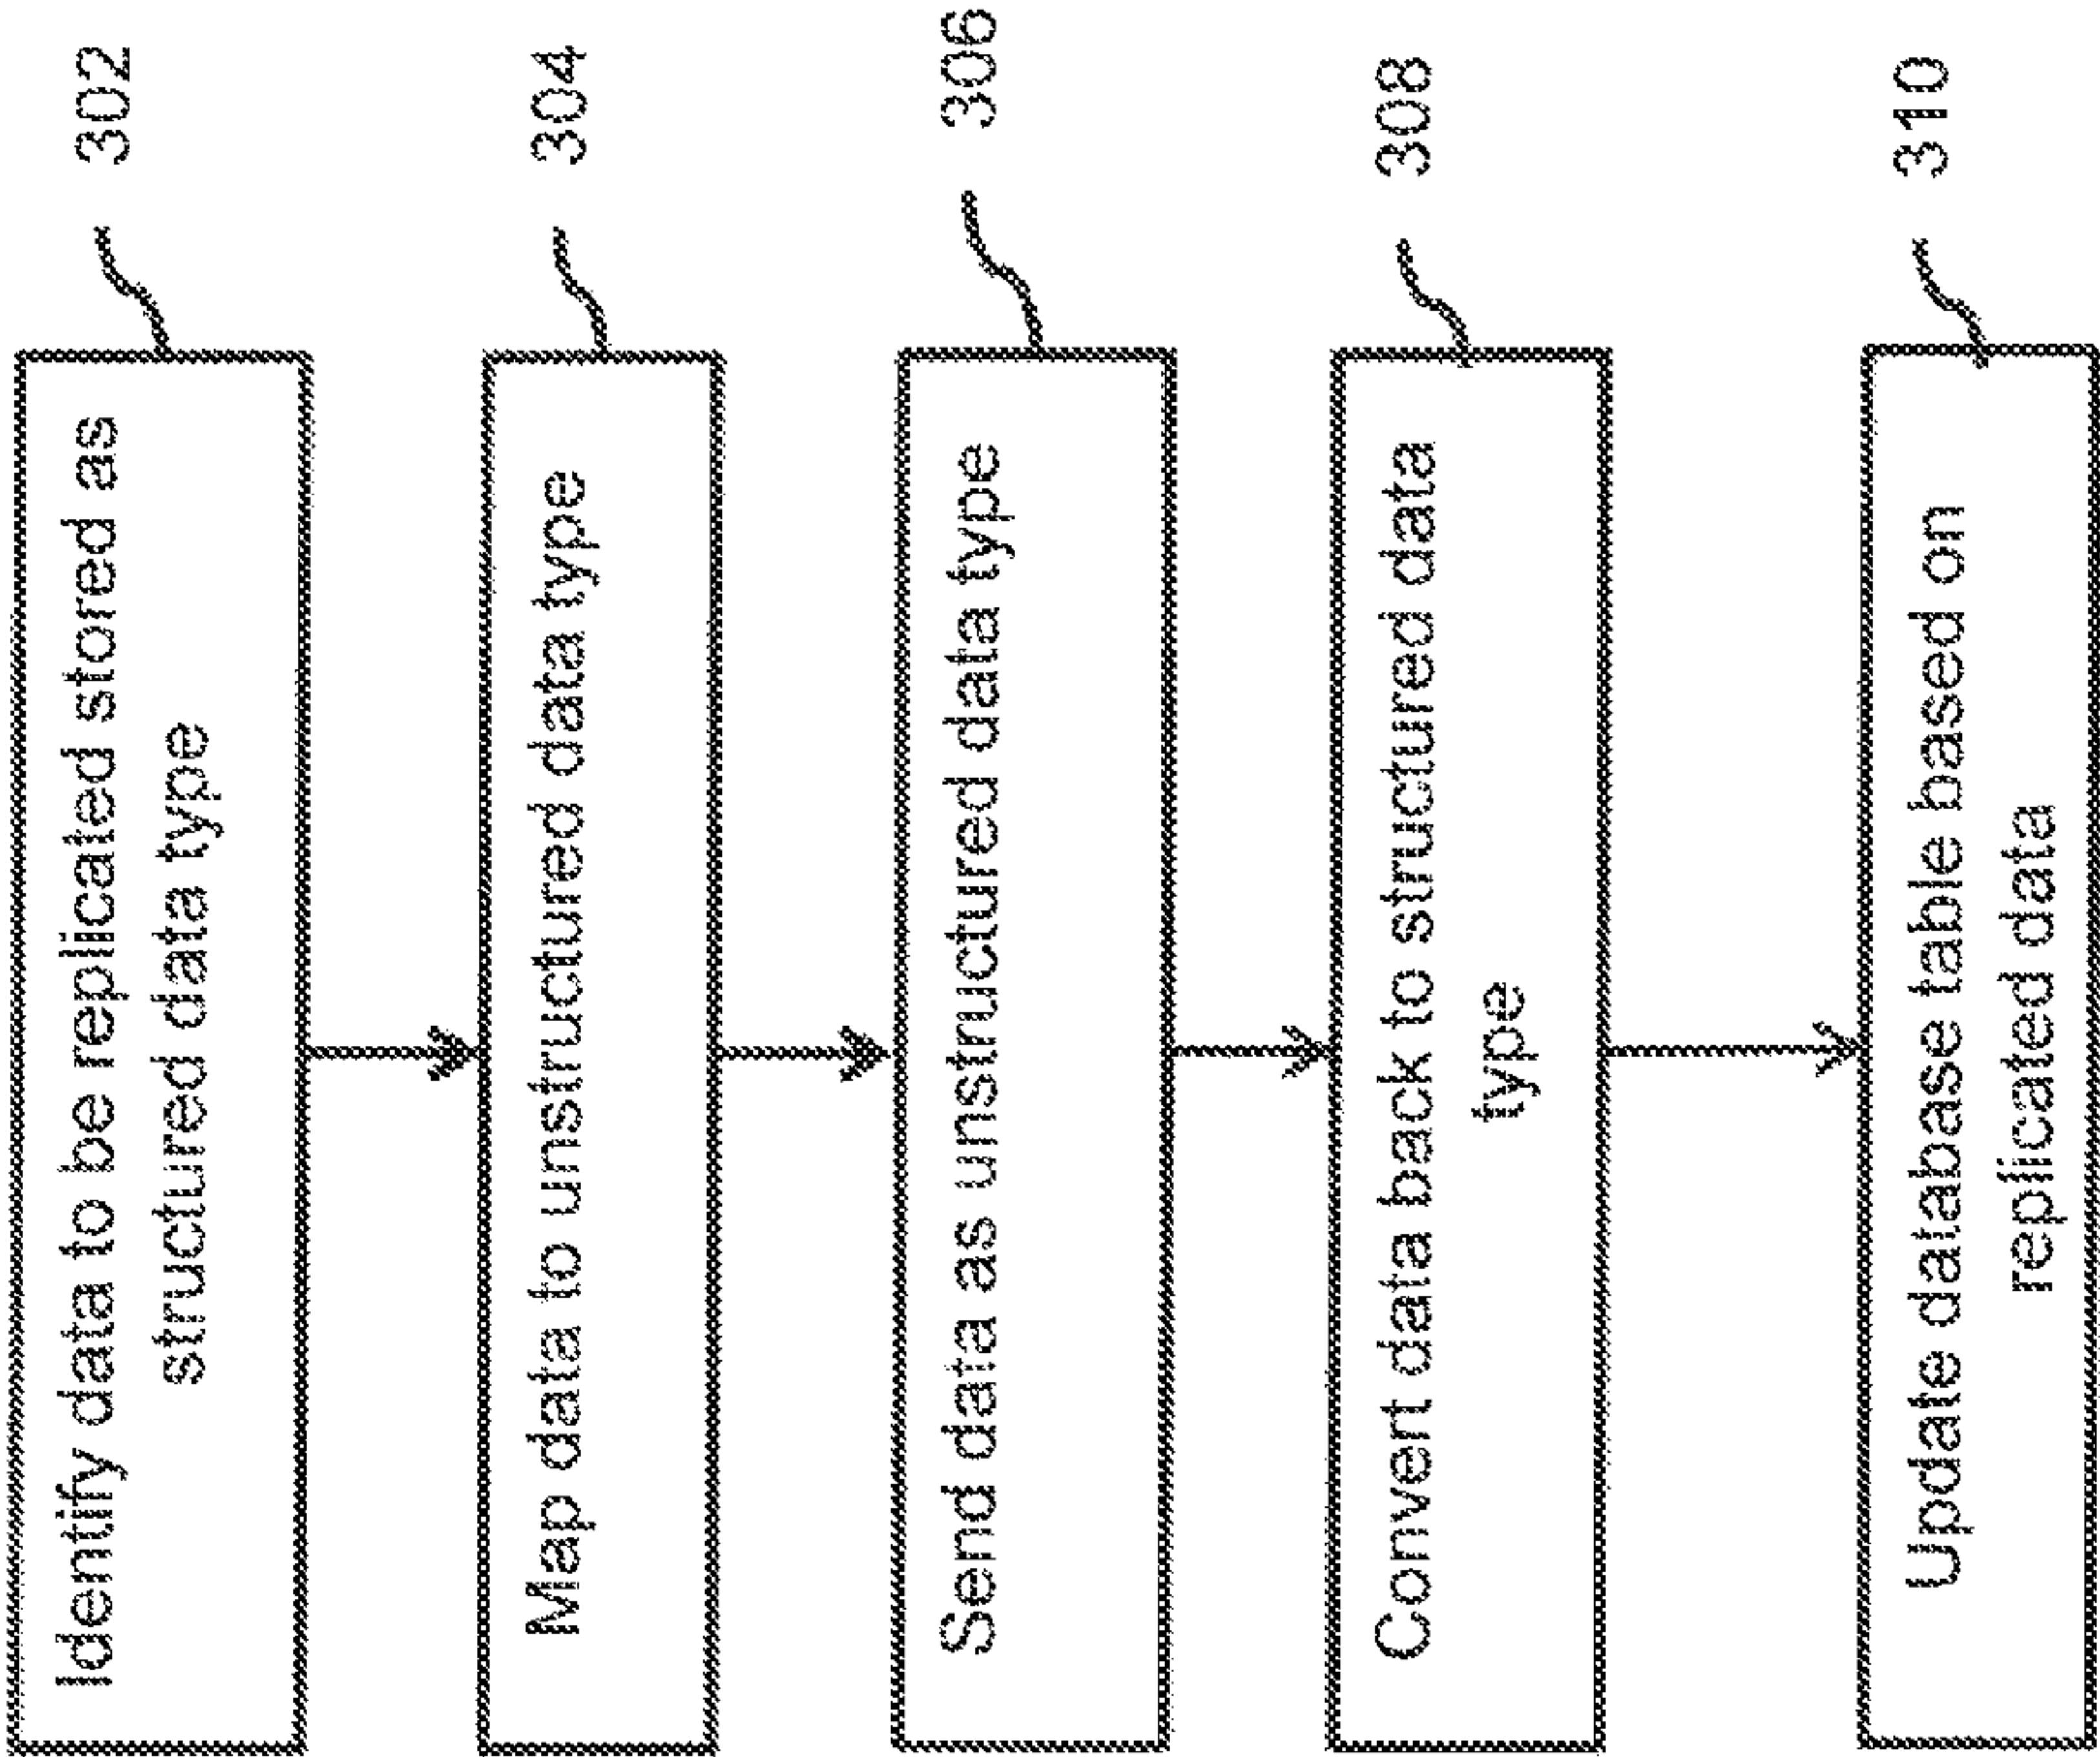 Identify data to be replicated stored as
structured data type
302
Map data to unstructured data type
304
Send data as unstructured data type
306
Convert data back to structured data
type
308
Update database table based on
replicated data
310